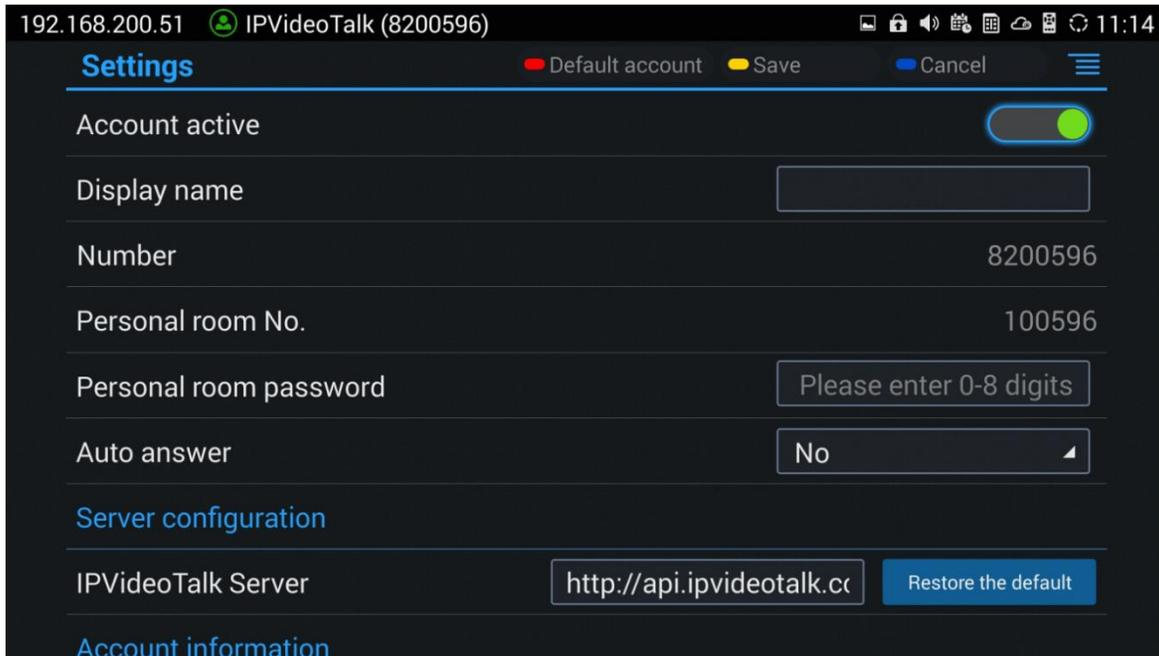 192.168.200.51 IPVideoTalk (8200596) 11:14
Settings Default account Save Cancel
Account active
Display name
Number 8200596
Personal room No. 100596
Personal room password Please enter 0-8 digits
Auto answer No
Server configuration
IPVideoTalk Server http://api.ipvideotalk.co Restore the default
Account information